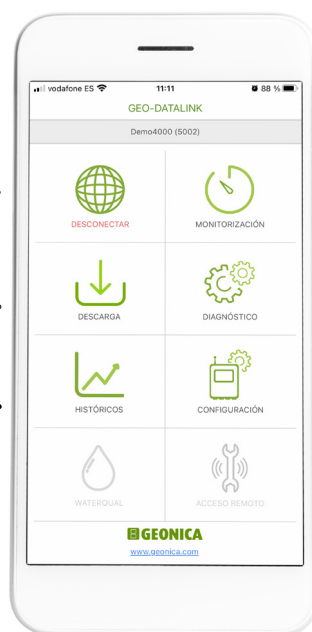 vodafone ES 11:11 88 %
GEO-DATALINK
Demo4000 (5002)
DESCONECTAR MONITORIZACIÓN
DESCARGA DIAGNÓSTICO
HISTÓRICOS CONFIGURACIÓN
WATERQUAL ACCESO REMOTO
GEONICA
www.geonica.com